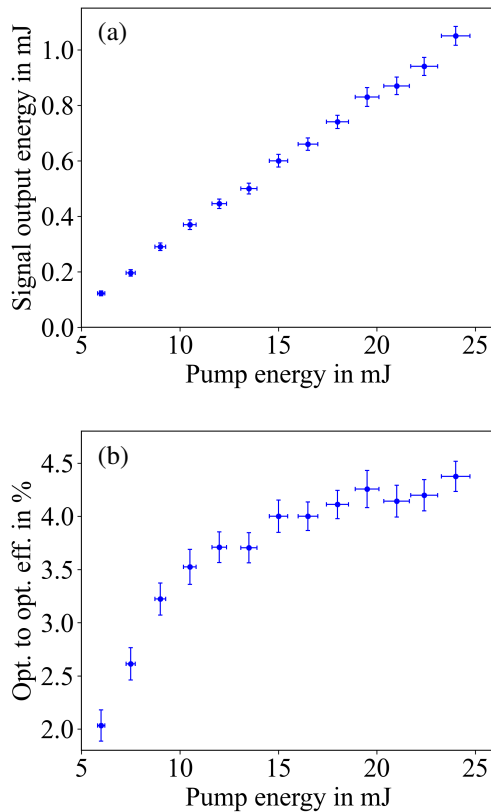 (a)
Signal output energy in mJ
1.0
0.8
0.6
0.4
0.2
0.0
5 10 15 20 25
Pump energy in mJ
(b)
Opt. to opt. eff. in %
4.5
4.0
3.5
3.0
2.5
2.0
5 10 15 20 25
Pump energy in mJ